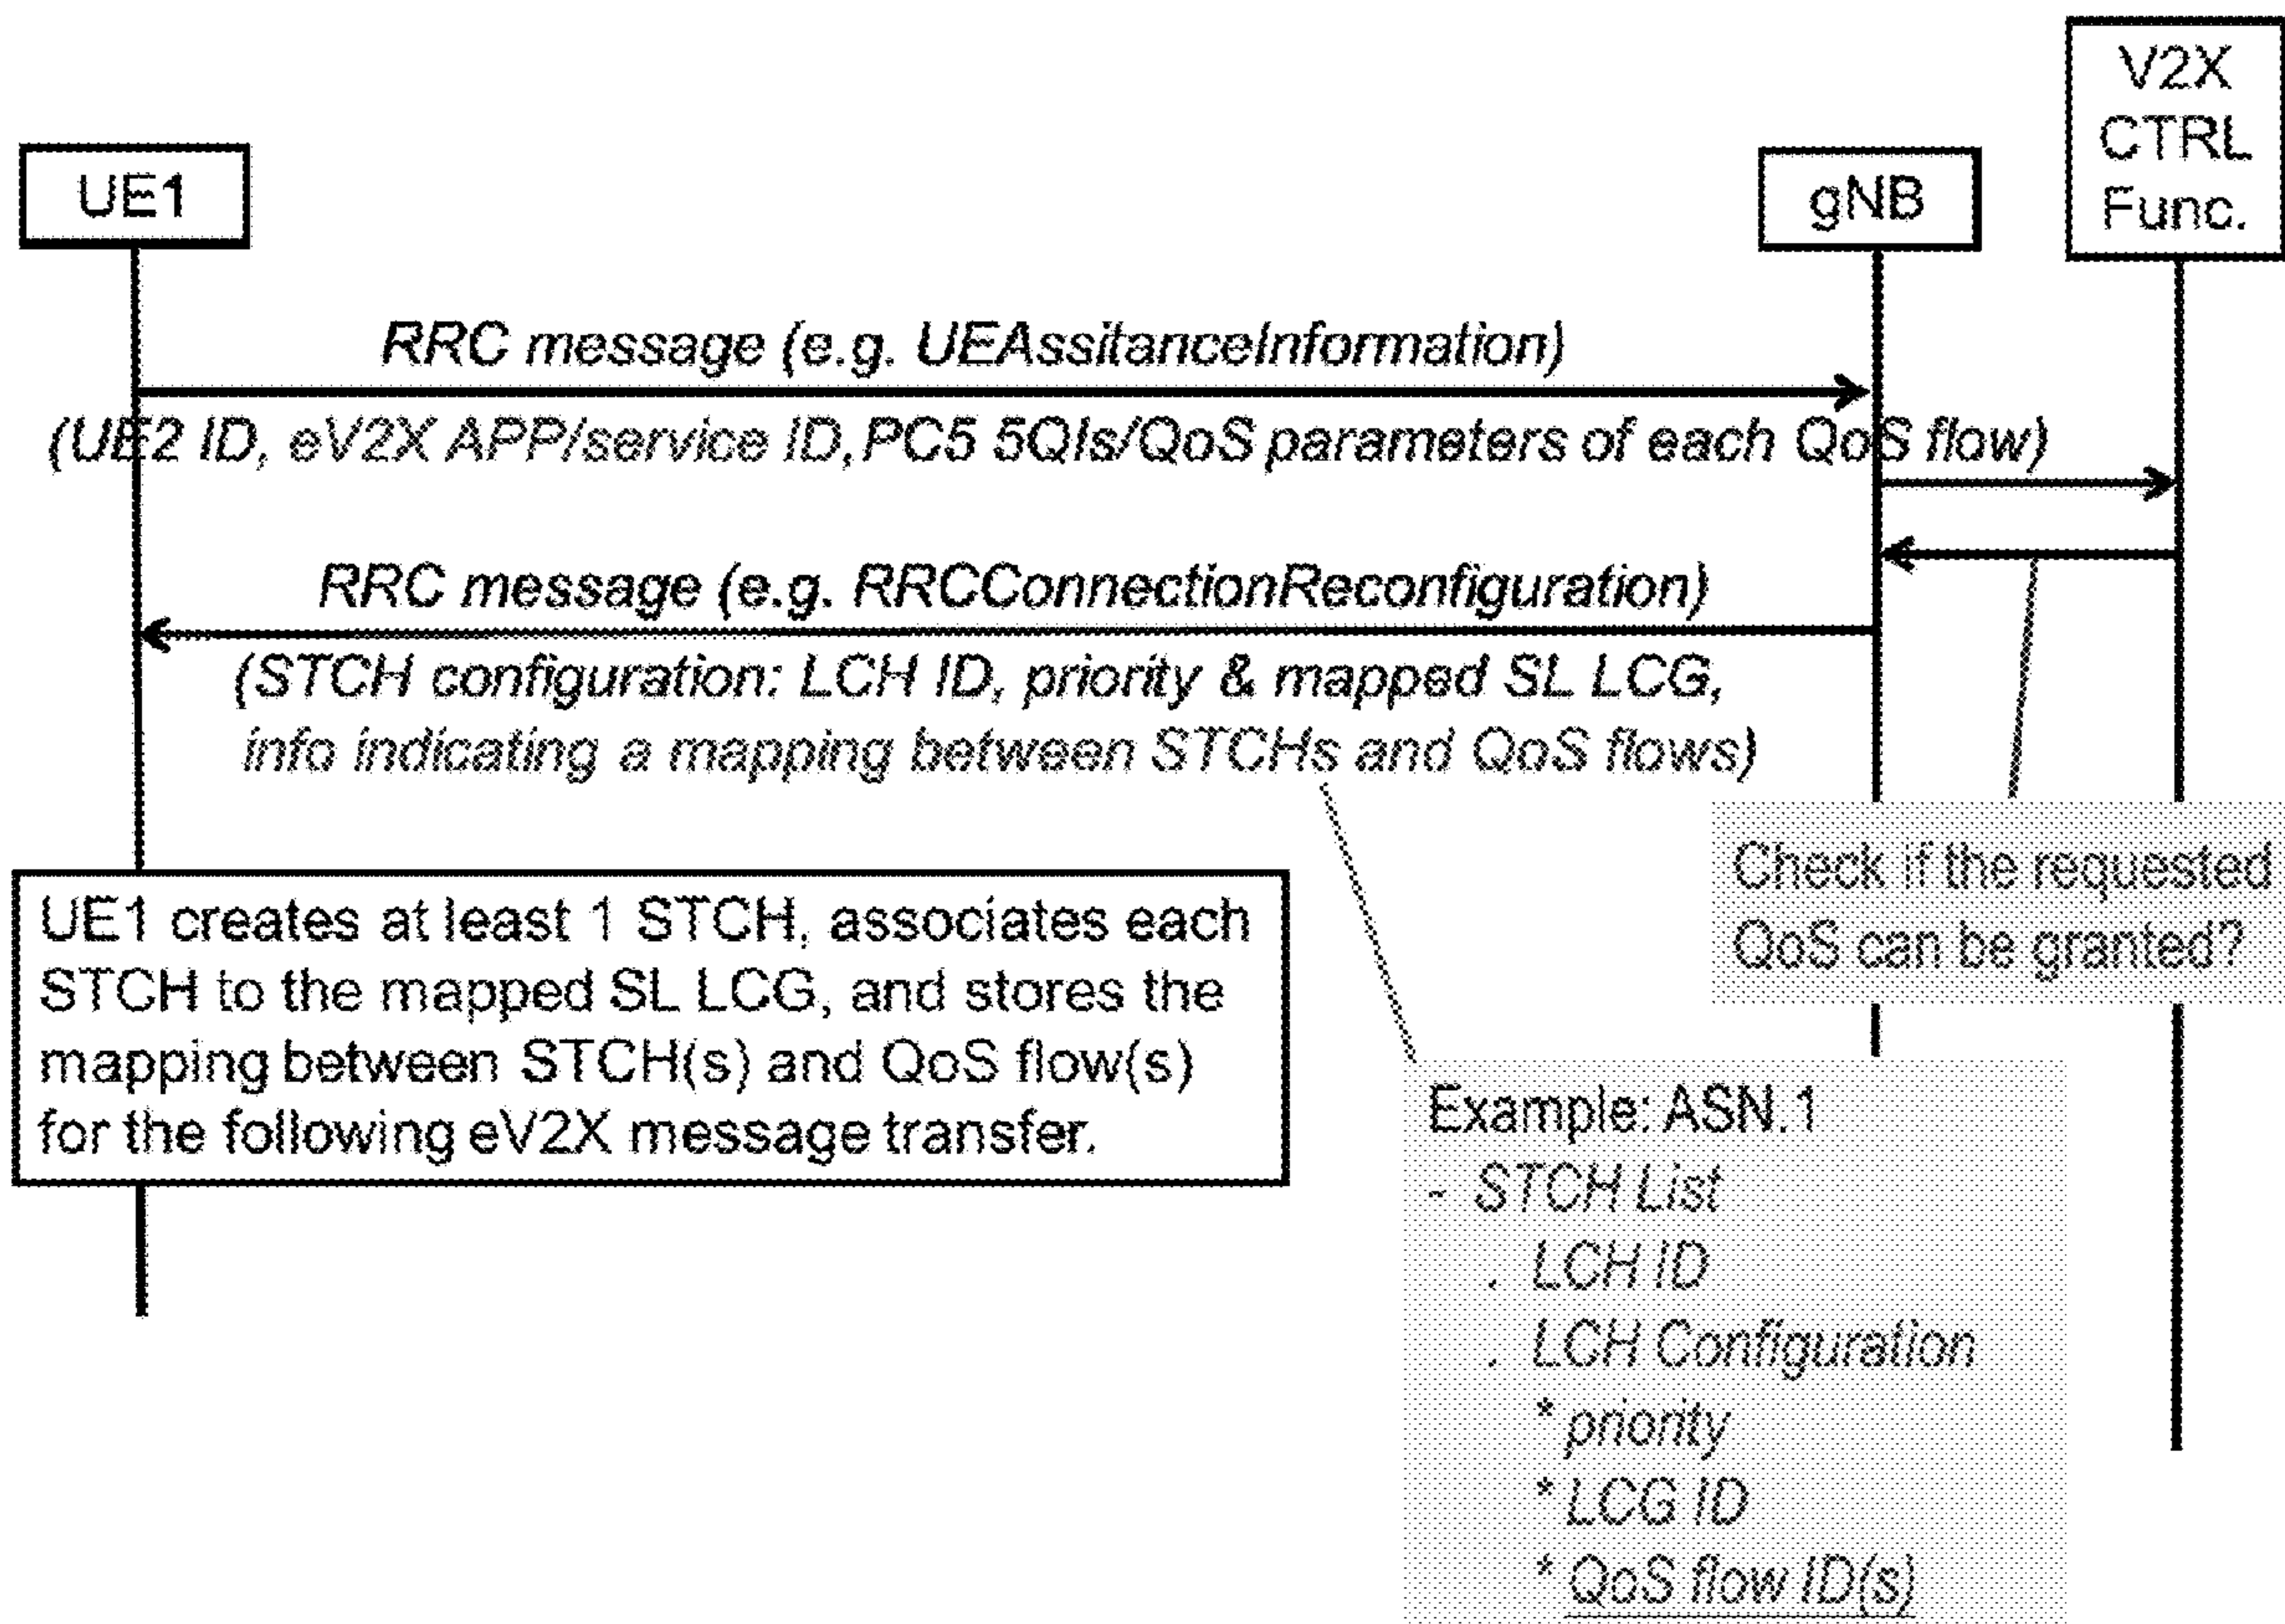 V2X
CTRL
Func.
UE1
gNB
RRC message (e.g. UEAssitanceInformation)
(UE2 ID, eV2X APP/service ID, PC5 5QIs/QoS parameters of each QoS flow)
RRC message (e.g. RRCConnectionReconfiguration)
(STCH configuration: LCH ID, priority & mapped SL LCG,
info indicating a mapping between STCHs and QoS flows)
Check if the requested
QoS can be granted?
UE1 creates at least 1 STCH, associates each
STCH to the mapped SL LCG, and stores the
mapping between STCH(s) and QoS flow(s)
for the following eV2X message transfer.
Example: ASN.1
- STCH List
. LCH ID
. LCH Configuration
* priority
* LCG ID
* QoS flow ID(s)